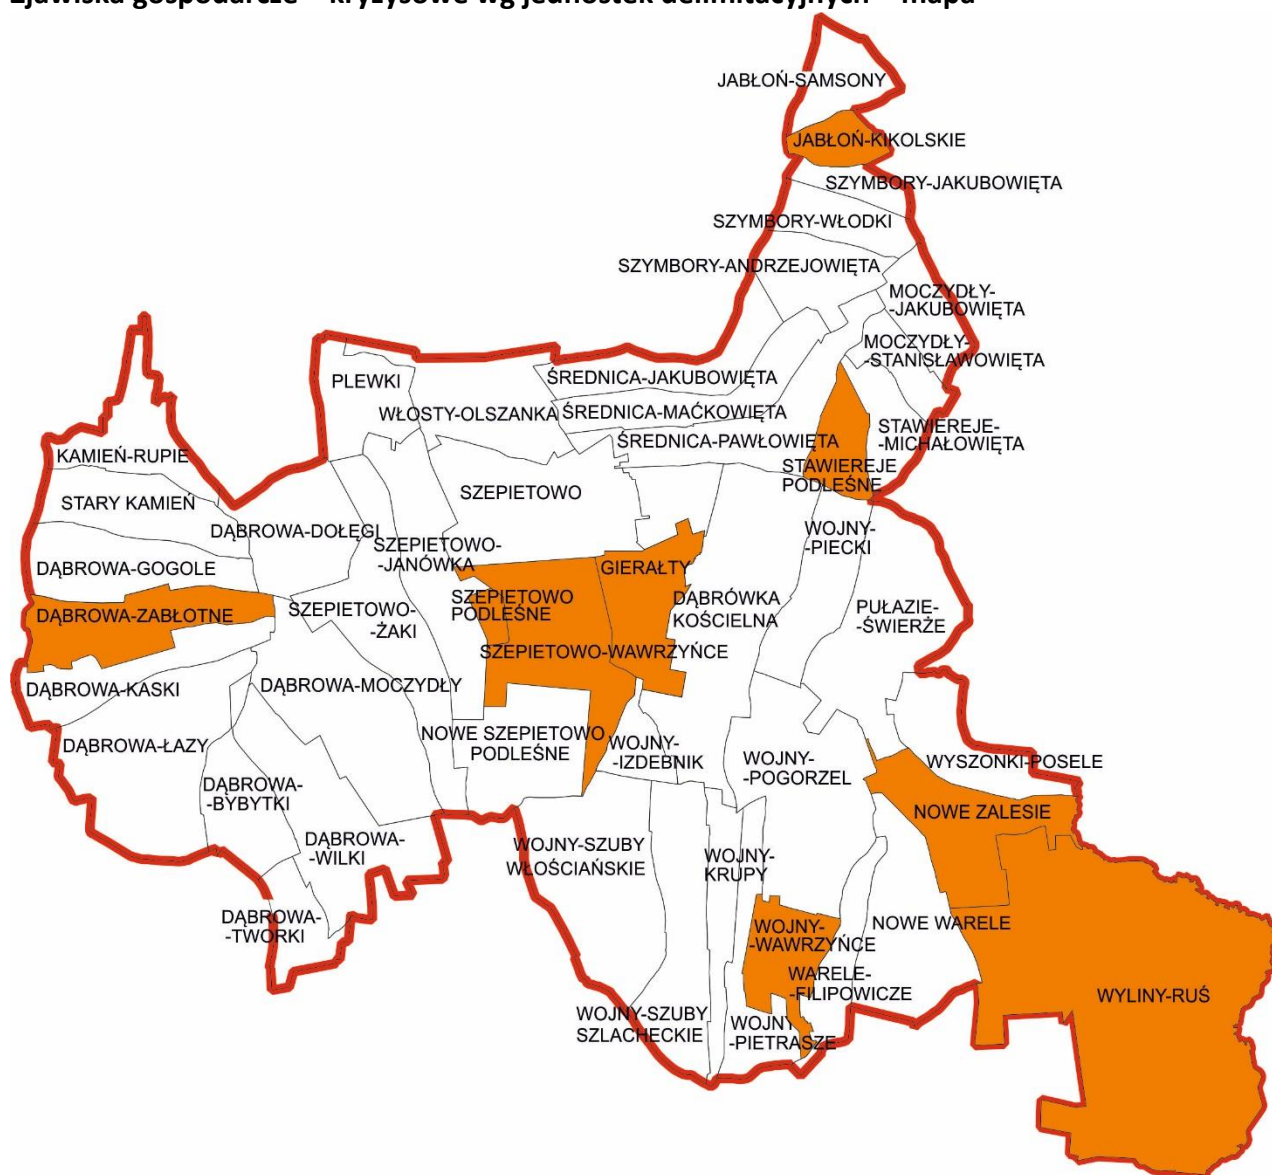 Zjawiska gospodarcze – kryzysowe wg jednostek delimitacyjnych – mapa
JABŁOŃ-SAMSONY
JABŁOŃ-KIKOLSKIE
SZYMBORY-JAKUBOWIĘTA
SZYMBORY-WŁODKI
SZYMBORY-ANDRZEJOWIĘTA
MOCZYDŁY-
-JAKUBOWIĘTA
MOCZYDŁY-
-STANISŁAWOWIĘTA
PLEWKI
ŚREDNICA-JAKUBOWIĘTA
WŁOSTY-OLSZANKA
ŚREDNICA-MAĆKOWIĘTA
ŚREDNICA-PAWŁOWIĘTA
STAWIEREJE-
-MICHAŁOWIĘTA
STAWIEREJE
PODLEŚNE
KAMIEŃ-RUPIE
STARY KAMIEŃ
SZEPIETOWO
DĄBROWA-DOŁĘGI
SZEPIETOWO-
-JANÓWKA
WOJNY-
-PIECKI
DĄBROWA-GOGOLE
GIERAŁTY
DĄBROWA-ZABŁOTNE
SZEPIETOWO-
-ŻAKI
SZEPIETOWO
PODLEŚNE
DĄBRÓWKA
KOŚCIELNA
PUŁAZIE-
-ŚWIERŻE
SZEPIETOWO-WAWRZYŃCE
DĄBROWA-KASKI
DĄBROWA-MOCZYDŁY
DĄBROWA-ŁAZY
NOWE SZEPIETOWO
PODLEŚNE
WOJNY-
-IZDEBNIK
WOJNY-
-POGORZEL
WYSZONKI-POSELE
DĄBROWA-
-BYBYTKI
NOWE ZALESIE
DĄBROWA-
-WILKI
WOJNY-SZUBY
WŁOŚCIAŃSKIE
WOJNY-
KRUPY
DĄBROWA-
-TWORKI
WOJNY-
-WAWRZYŃCE
NOWE WARELE
WARELE-
-FILIPOWICZE
WYLINY-RUŚ
WOJNY-SZUBY
SZLACHECKIE
WOJNY-
-PIETRASZE